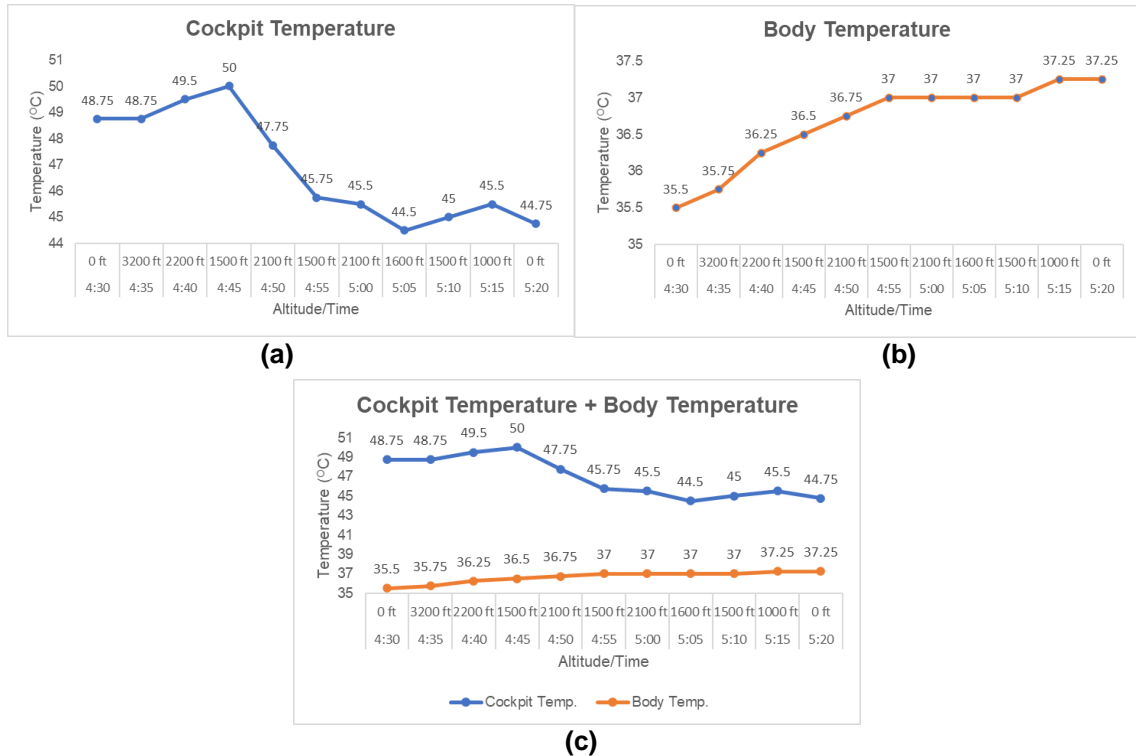 Cockpit Temperature
Temperature (°C)
51
50
49
48
47
46
45
44
48.75 48.75 49.5 50 47.75 45.75 45.5 44.5 45 45.5 44.75
0 ft 3200 ft 2200 ft 1500 ft 2100 ft 1500 ft 2100 ft 1600 ft 1500 ft 1000 ft 0 ft
4:30 4:35 4:40 4:45 4:50 4:55 5:00 5:05 5:10 5:15 5:20
Altitude/Time
(a)
Body Temperature
Temperature (°C)
37.5
37
36.5
36
35.5
35
35.5 35.75 36.25 36.5 36.75 37 37 37 37 37.25 37.25
0 ft 3200 ft 2200 ft 1500 ft 2100 ft 1500 ft 2100 ft 1600 ft 1500 ft 1000 ft 0 ft
4:30 4:35 4:40 4:45 4:50 4:55 5:00 5:05 5:10 5:15 5:20
Altitude/Time
(b)
Cockpit Temperature + Body Temperature
Temperature (°C)
51
49
47
45
43
41
39
37
35
48.75 48.75 49.5 50 47.75 45.75 45.5 44.5 45 45.5 44.75
35.5 35.75 36.25 36.5 36.75 37 37 37 37 37.25 37.25
0 ft 3200 ft 2200 ft 1500 ft 2100 ft 1500 ft 2100 ft 1600 ft 1500 ft 1000 ft 0 ft
4:30 4:35 4:40 4:45 4:50 4:55 5:00 5:05 5:10 5:15 5:20
Altitude/Time
Cockpit Temp. Body Temp.
(c)